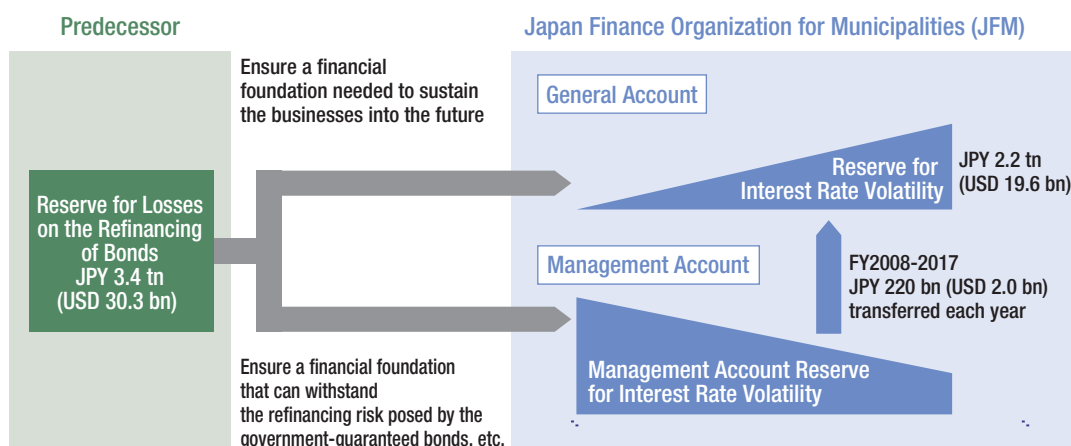 Predecessor
Japan Finance Organization for Municipalities (JFM)
Ensure a financial
foundation needed to sustain
the businesses into the future
General Account
Reserve for Losses
on the Refinancing
of Bonds
JPY 3.4 tn
(USD 30.3 bn)
Reserve for
Interest Rate Volatility
JPY 2.2 tn
(USD 19.6 bn)
Management Account
FY2008-2017
JPY 220 bn (USD 2.0 bn)
transferred each year
Ensure a financial foundation
that can withstand
the refinancing risk posed by the
government-guaranteed bonds, etc.
Management Account Reserve
for Interest Rate Volatility